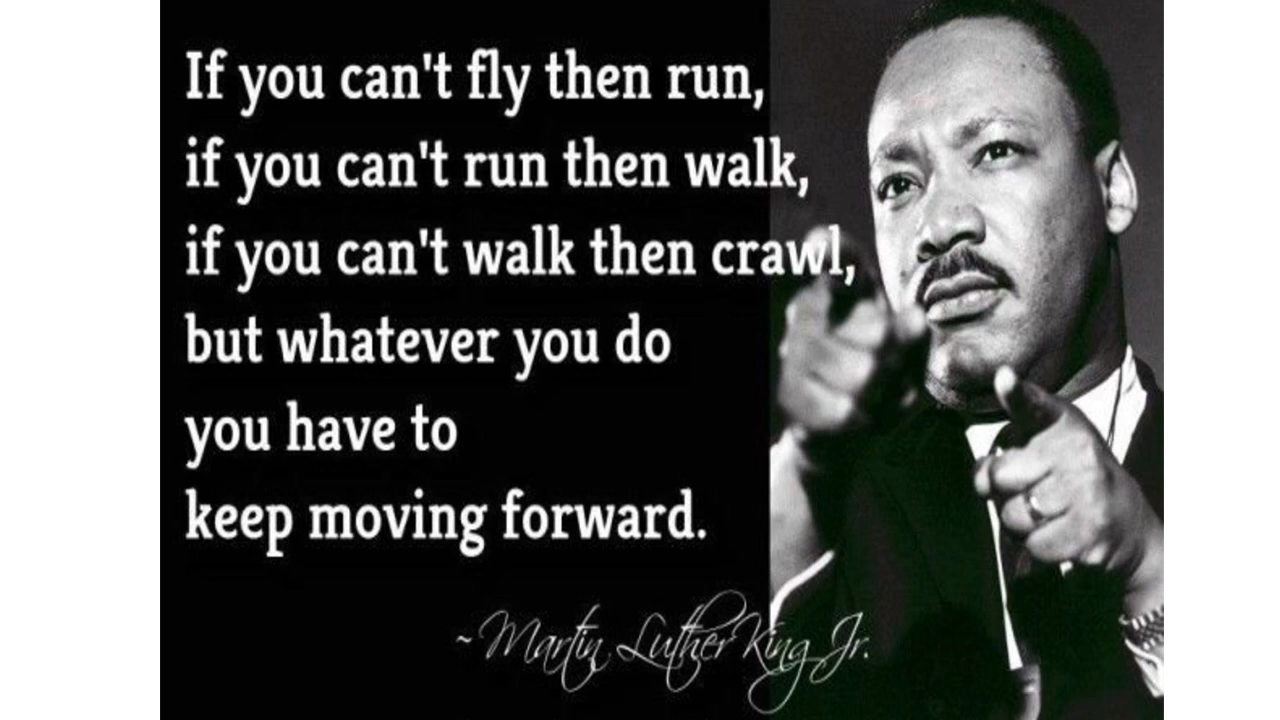 If you can't fly then run,
if you can't run then walk,
if you can't walk then crawl,
but whatever you do
you have to
keep moving forward.
~Martin Luther King Jr.